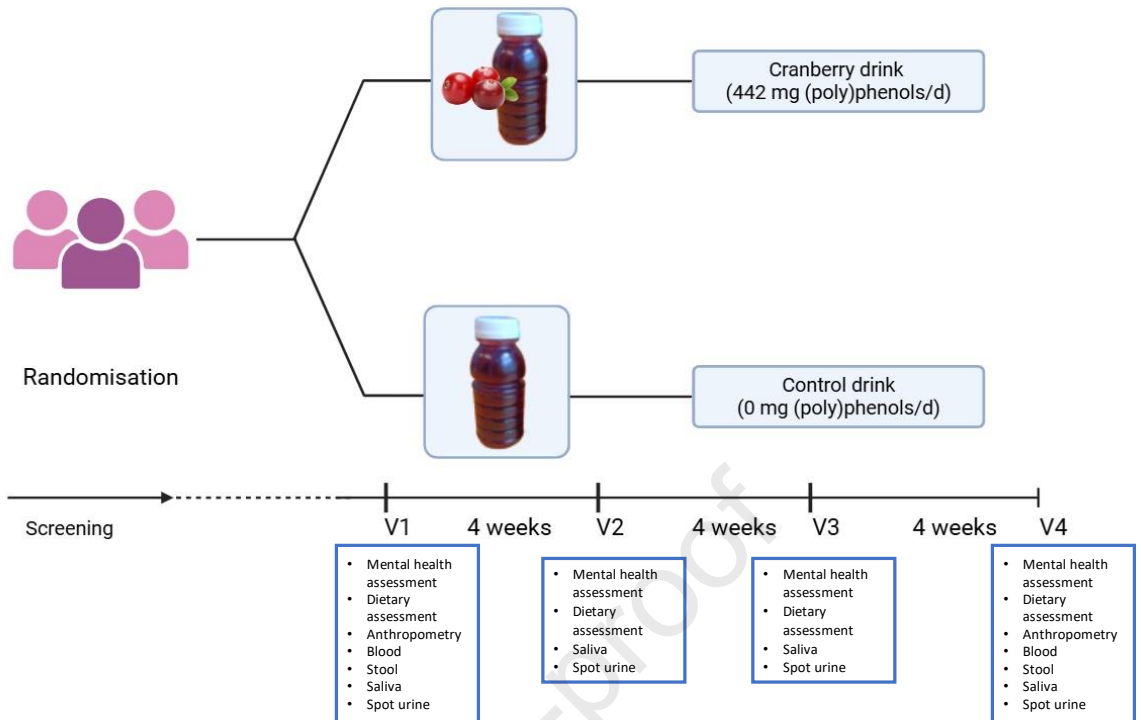 Cranberry drink
(442 mg (poly)phenols/d)
Randomisation
Control drink
(0 mg (poly)phenols/d)
Screening
V1
4 weeks
V2
4 weeks
V3
4 weeks
V4
• Mental health
assessment
• Dietary
assessment
• Anthropometry
• Blood
• Stool
• Saliva
• Spot urine
• Mental health
assessment
• Dietary
assessment
• Saliva
• Spot urine
• Mental health
assessment
• Dietary
assessment
• Saliva
• Spot urine
• Mental health
assessment
• Dietary
assessment
• Anthropometry
• Blood
• Stool
• Saliva
• Spot urine